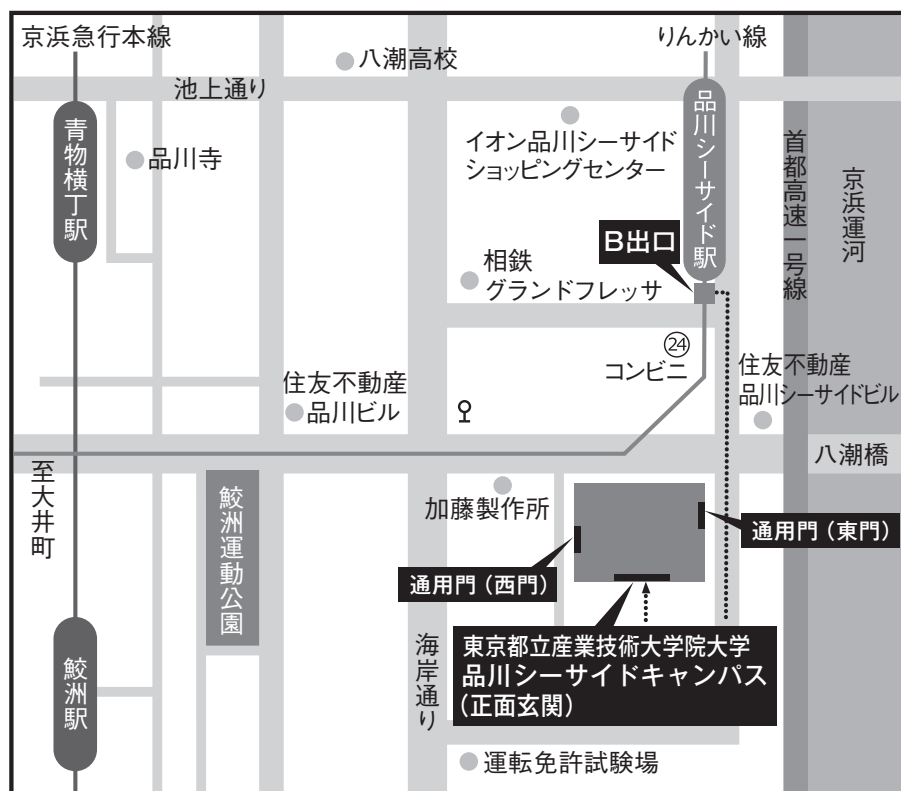 京浜急行本線
りんかい線
八潮高校
池上通り
青物横丁駅
品川寺
イオン品川シーサイド
ショッピングセンター
品川シーサイド駅
首都高速一号線
京浜運河
B出口
相鉄
グランドフレッサ
24
コンビニ
住友不動産
品川ビル
住友不動産
品川シーサイドビル
八潮橋
至大井町
鮫洲運動公園
加藤製作所
通用門（東門）
通用門（西門）
東京都立産業技術大学院大学
品川シーサイドキャンパス
（正面玄関）
海岸通り
鮫洲駅
運転免許試験場